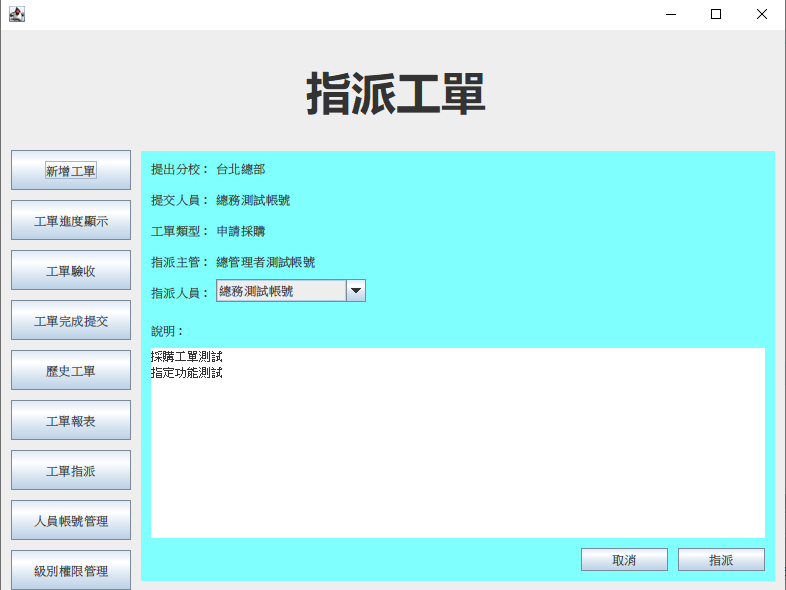 指派工單
新增工單
工單進度顯示
工單驗收
工單完成提交
歷史工單
工單報表
工單指派
人員帳號管理
級別權限管理
提出分校： 台北總部
提交人員： 總務測試帳號
工單類型： 申請採購
指派主管： 總管理者測試帳號
指派人員： 總務測試帳號
說明：
採購工單測試
指定功能測試
取消 指派